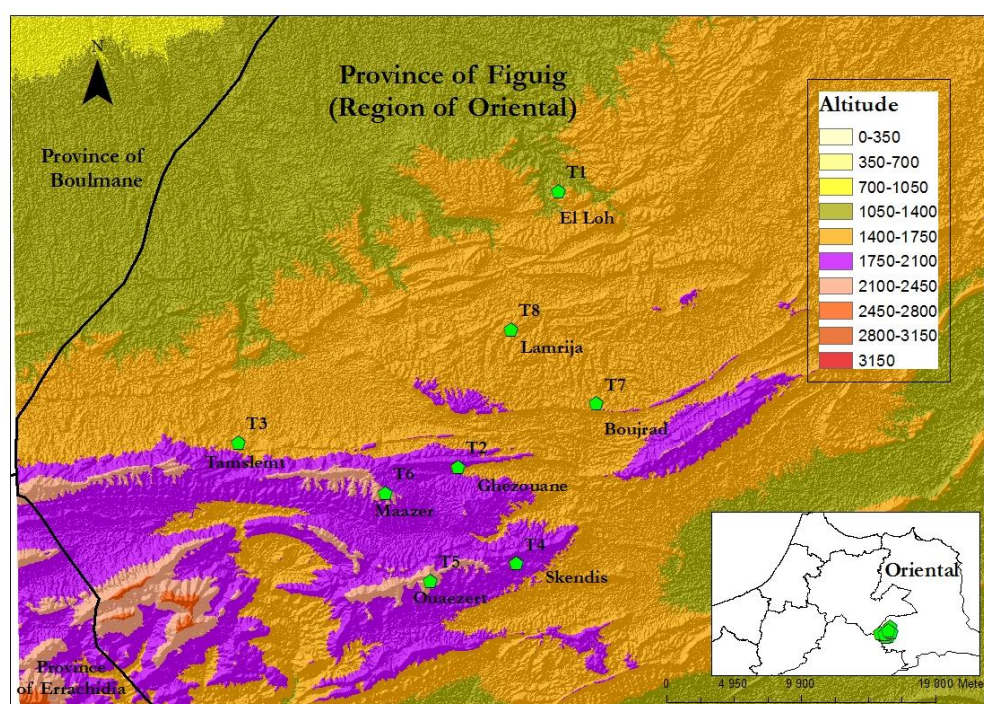 N
Province of Figuig
(Region of Oriental)
Province of
Boulmane
Altitude
0-350
350-700
700-1050
1050-1400
1400-1750
1750-2100
2100-2450
2450-2800
2800-3150
3150
T1
El Loh
T8
Lamrija
T7
Boujrad
T3
Tamslemt
T2
Ghezouane
T6
Maazer
T4
Skendis
T5
Ouaezert
Oriental
Province
of Errachidia
0 4 950 9 900 19 800 Mete